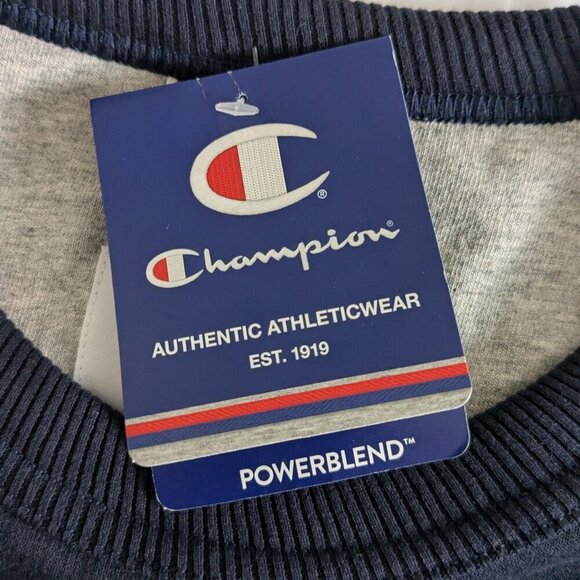 C®
Champion
AUTHENTIC ATHLETICWEAR
EST. 1919
POWERBLEND™